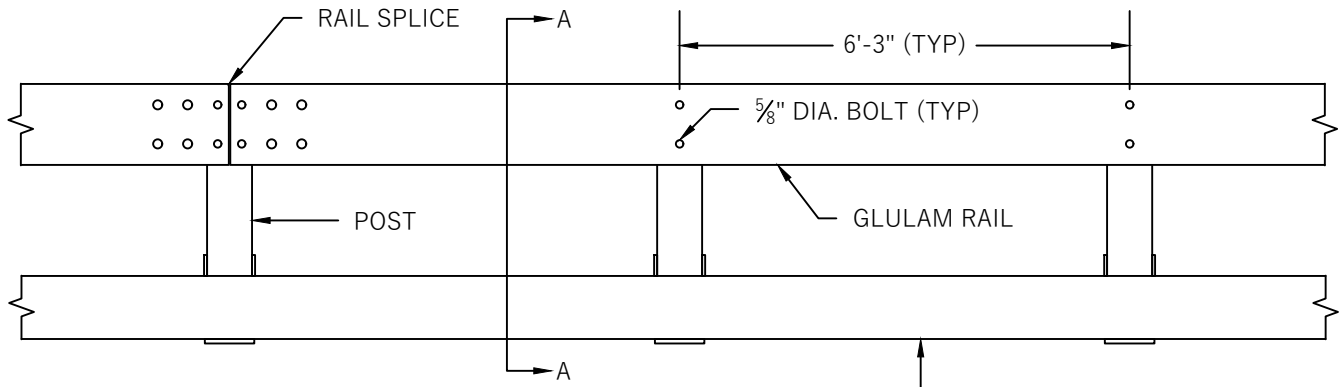 RAIL SPLICE
A
6'-3" (TYP)
⅝" DIA. BOLT (TYP)
POST
GLULAM RAIL
A